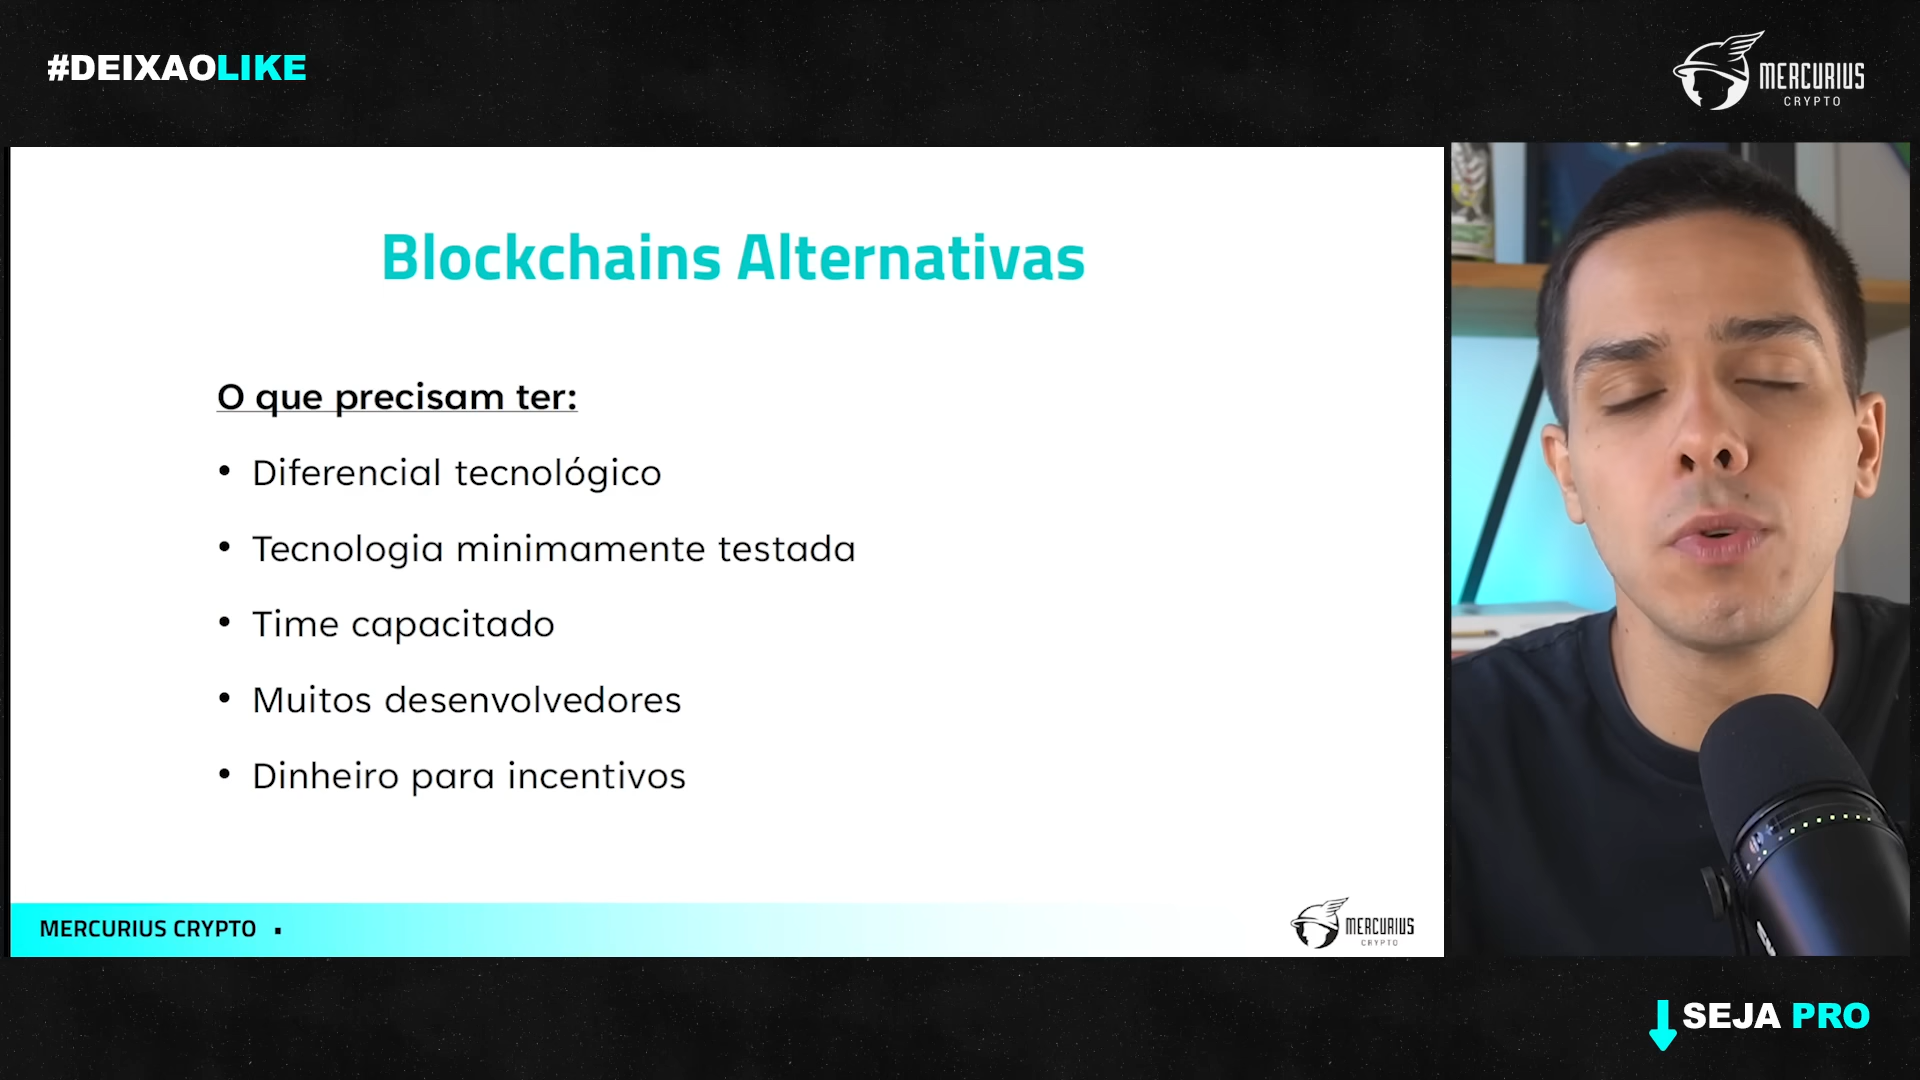 #DEIXAOLIKE
MERCURIUS
CRYPTO
Blockchains Alternativas
O que precisam ter:
• Diferencial tecnológico
• Tecnologia minimamente testada
• Time capacitado
• Muitos desenvolvedores
• Dinheiro para incentivos
MERCURIUS CRYPTO
MERCURIUS
CRYPTO
SEJA PRO